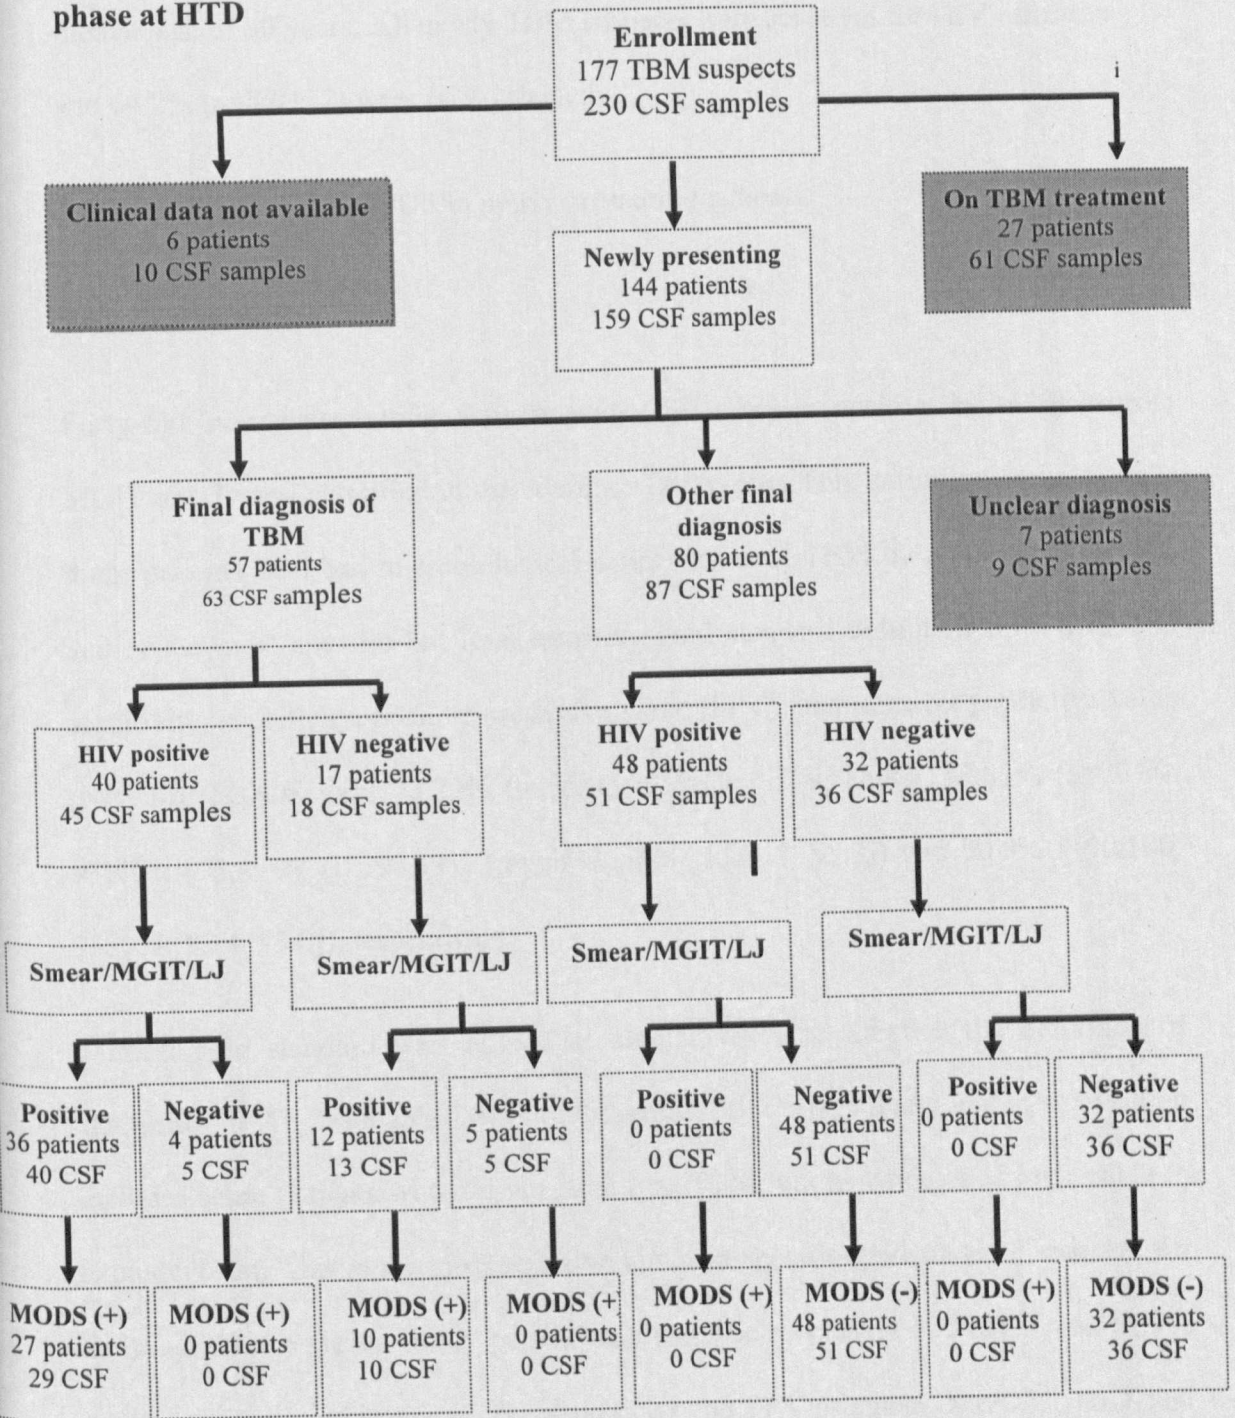 phase at HTD
Enrollment
177 TBM suspects
230 CSF samples
i
Clinical data not available
6 patients
10 CSF samples
On TBM treatment
27 patients
61 CSF samples
Newly presenting
144 patients
159 CSF samples
Final diagnosis of
TBM
57 patients
63 CSF samples
Other final
diagnosis
80 patients
87 CSF samples
Unclear diagnosis
7 patients
9 CSF samples
HIV positive
40 patients
45 CSF samples
HIV negative
17 patients
18 CSF samples
HIV positive
48 patients
51 CSF samples
HIV negative
32 patients
36 CSF samples
Smear/MGIT/LJ
Smear/MGIT/LJ
Smear/MGIT/LJ
Smear/MGIT/LJ
Positive
36 patients
40 CSF
Negative
4 patients
5 CSF
Positive
12 patients
13 CSF
Negative
5 patients
5 CSF
Positive
0 patients
0 CSF
Negative
48 patients
51 CSF
Positive
0 patients
0 CSF
Negative
32 patients
36 CSF
MODS (+)
27 patients
29 CSF
MODS (+)
0 patients
0 CSF
MODS (+)
10 patients
10 CSF
MODS (+)
0 patients
0 CSF
MODS (+)
0 patients
0 CSF
MODS (-)
48 patients
51 CSF
MODS (+)
0 patients
0 CSF
MODS (-)
32 patients
36 CSF